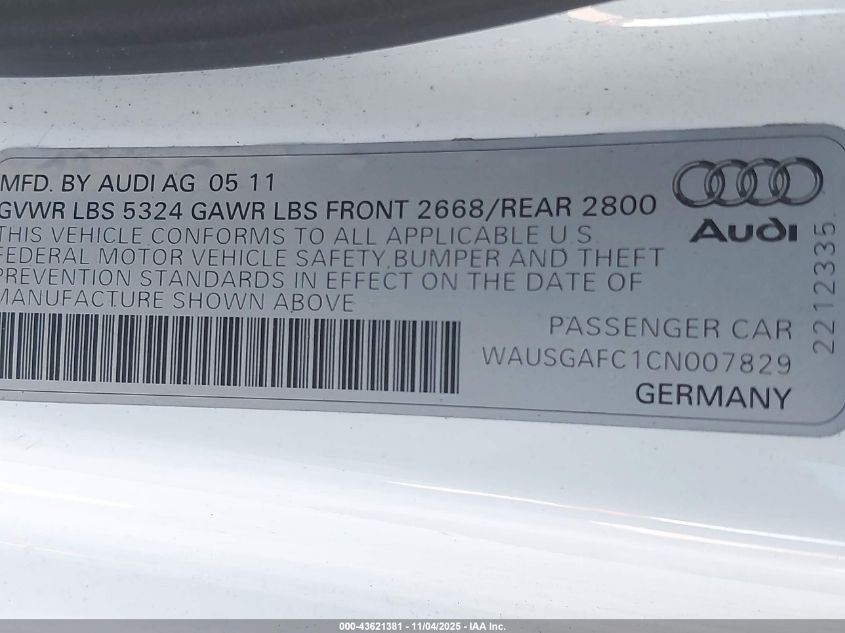 MFD. BY AUDI AG 05 11
GVWR LBS 5324 GAWR LBS FRONT 2668/REAR 2800
THIS VEHICLE CONFORMS TO ALL APPLICABLE U.S.
FEDERAL MOTOR VEHICLE SAFETY, BUMPER AND THEFT
PREVENTION STANDARDS IN EFFECT ON THE DATE OF
MANUFACTURE SHOWN ABOVE
Audi
2212335.
PASSENGER CAR
WAUSGAFC1CN007829
GERMANY
000-43621381 - 11/04/2025 - IAA Inc.